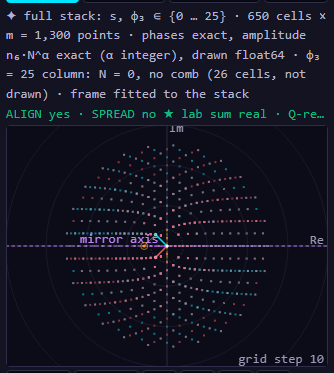 ✦ full stack: s, ϕ₃ ∈ {0 … 25} · 650 cells ×
m = 1,300 points · phases exact, amplitude
n₆·N^α exact (α integer), drawn float64 · ϕ₃
= 25 column: N = 0, no comb (26 cells, not
drawn) · frame fitted to the stack
ALIGN yes · SPREAD no ★ lab sum real · Q-re…
Im
mirror axis
Re
grid step 10